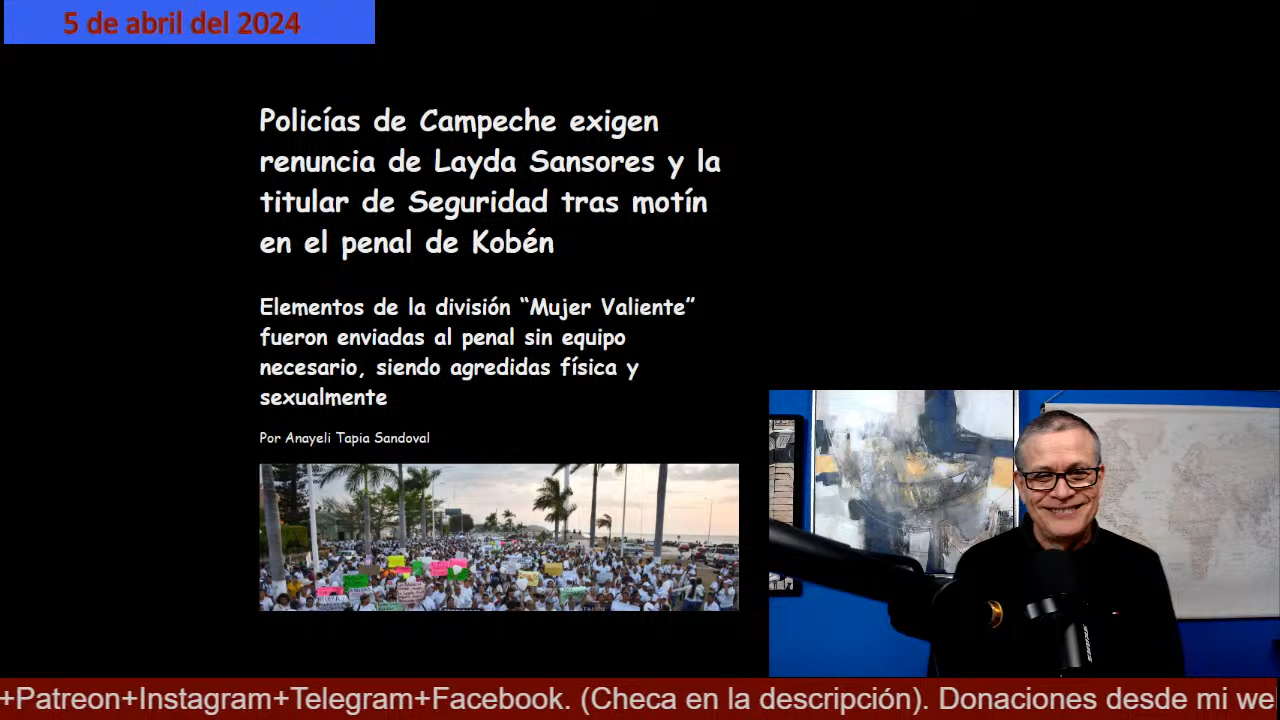 5 de abril del 2024
Policías de Campeche exigen
renuncia de Layda Sansores y la
titular de Seguridad tras motín
en el penal de Kobén
Elementos de la división “Mujer Valiente”
fueron enviadas al penal sin equipo
necesario, siendo agredidas física y
sexualmente
Por Anayeli Tapia Sandoval
+Patreon+Instagram+Telegram+Facebook. (Checa en la descripción). Donaciones desde mi we